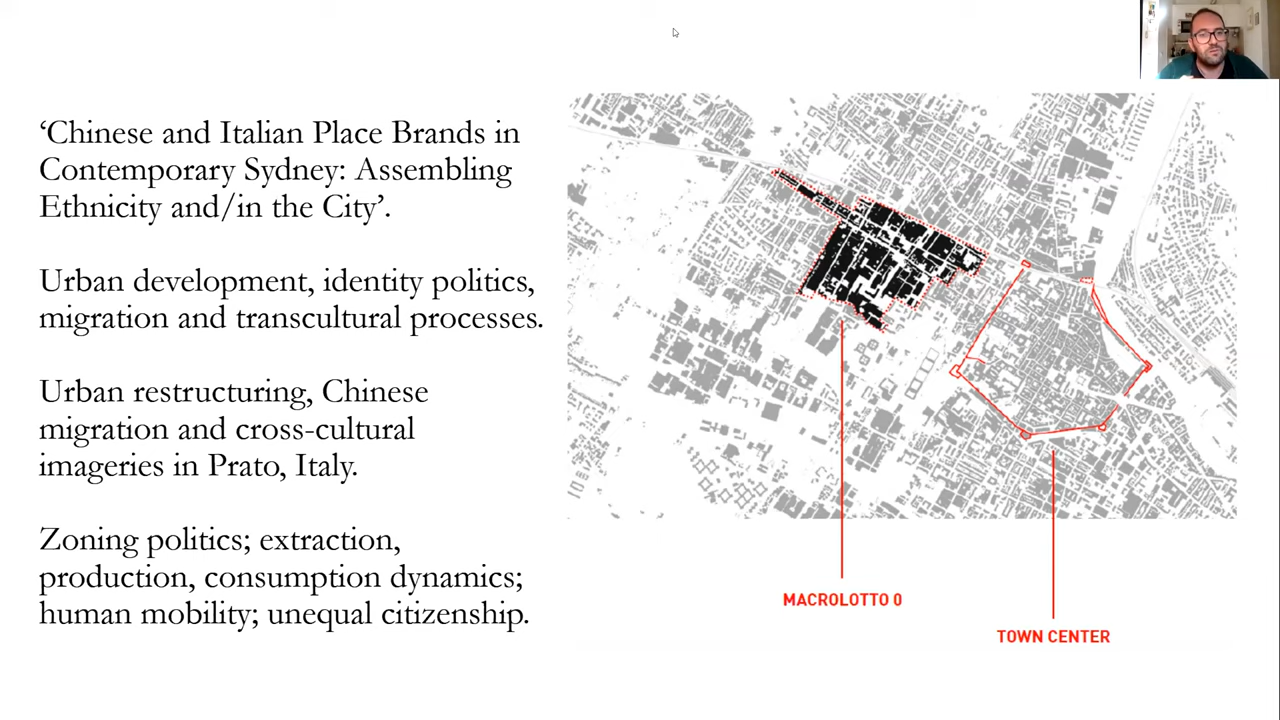 ‘Chinese and Italian Place Brands in
Contemporary Sydney: Assembling
Ethnicity and/in the City’.
Urban development, identity politics,
migration and transcultural processes.
Urban restructuring, Chinese
migration and cross-cultural
imageries in Prato, Italy.
Zoning politics; extraction,
production, consumption dynamics;
human mobility; unequal citizenship.
MACROLOTTO 0
TOWN CENTER